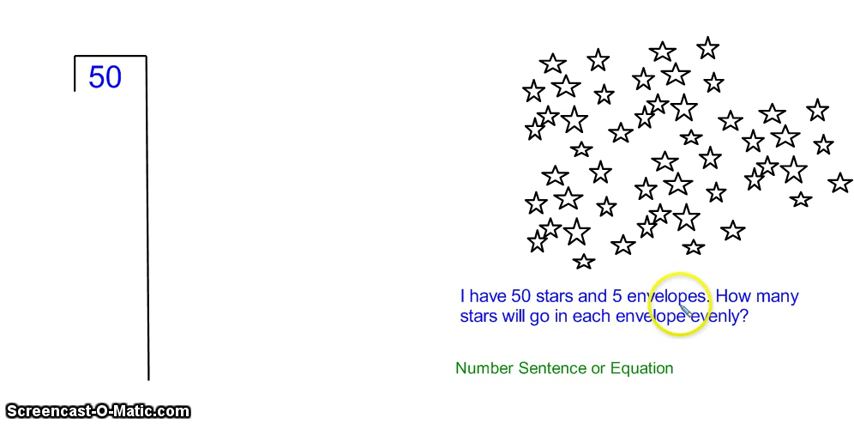 50
I have 50 stars and 5 envelopes. How many
stars will go in each envelope evenly?
Number Sentence or Equation
Screencast-O-Matic.com